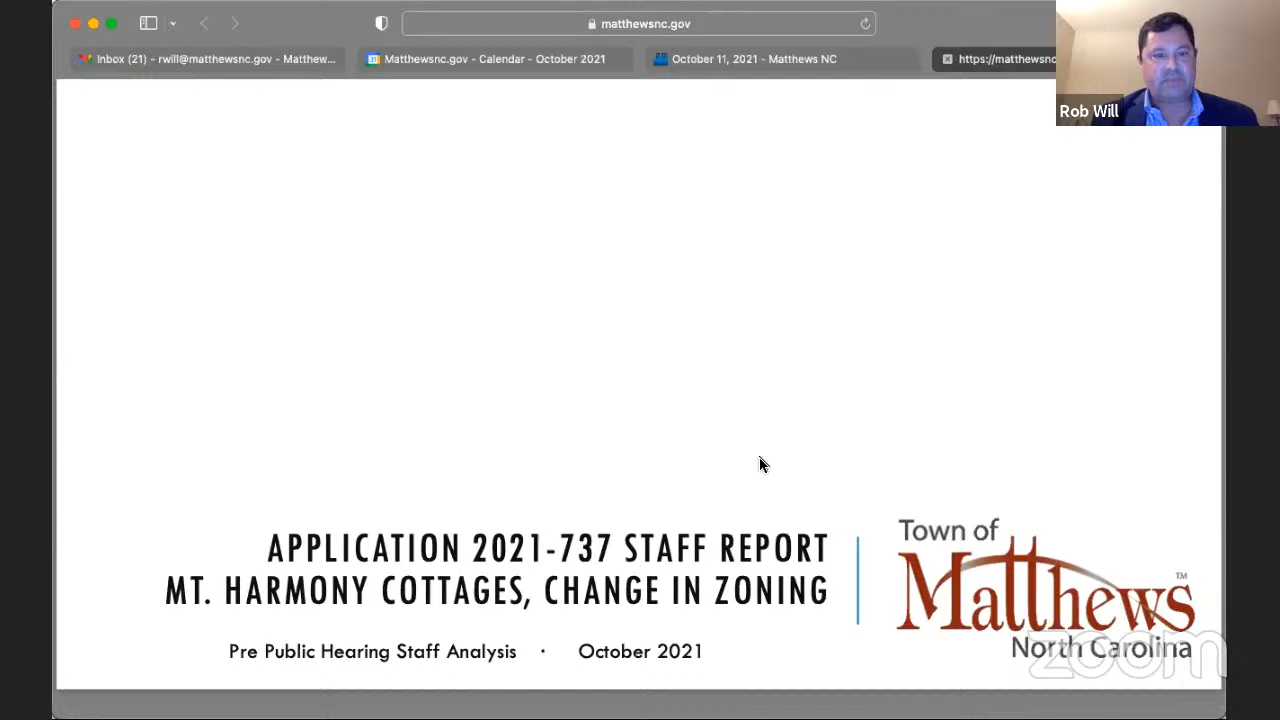 matthewsnc.gov
Inbox (21) - rwill@matthewsnc.gov - Matthew...
Matthewsnc.gov - Calendar - October 2021
October 11, 2021 - Matthews NC
https://matthewsnc
Rob Will
APPLICATION 2021-737 STAFF REPORT
MT. HARMONY COTTAGES, CHANGE IN ZONING
Pre Public Hearing Staff Analysis · October 2021
Town of
Matthews™
North Carolina
zoom